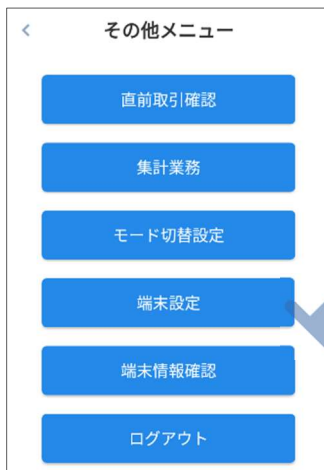 その他メニュー
直前取引確認
集計業務
モード切替設定
端末設定
端末情報確認
ログアウト